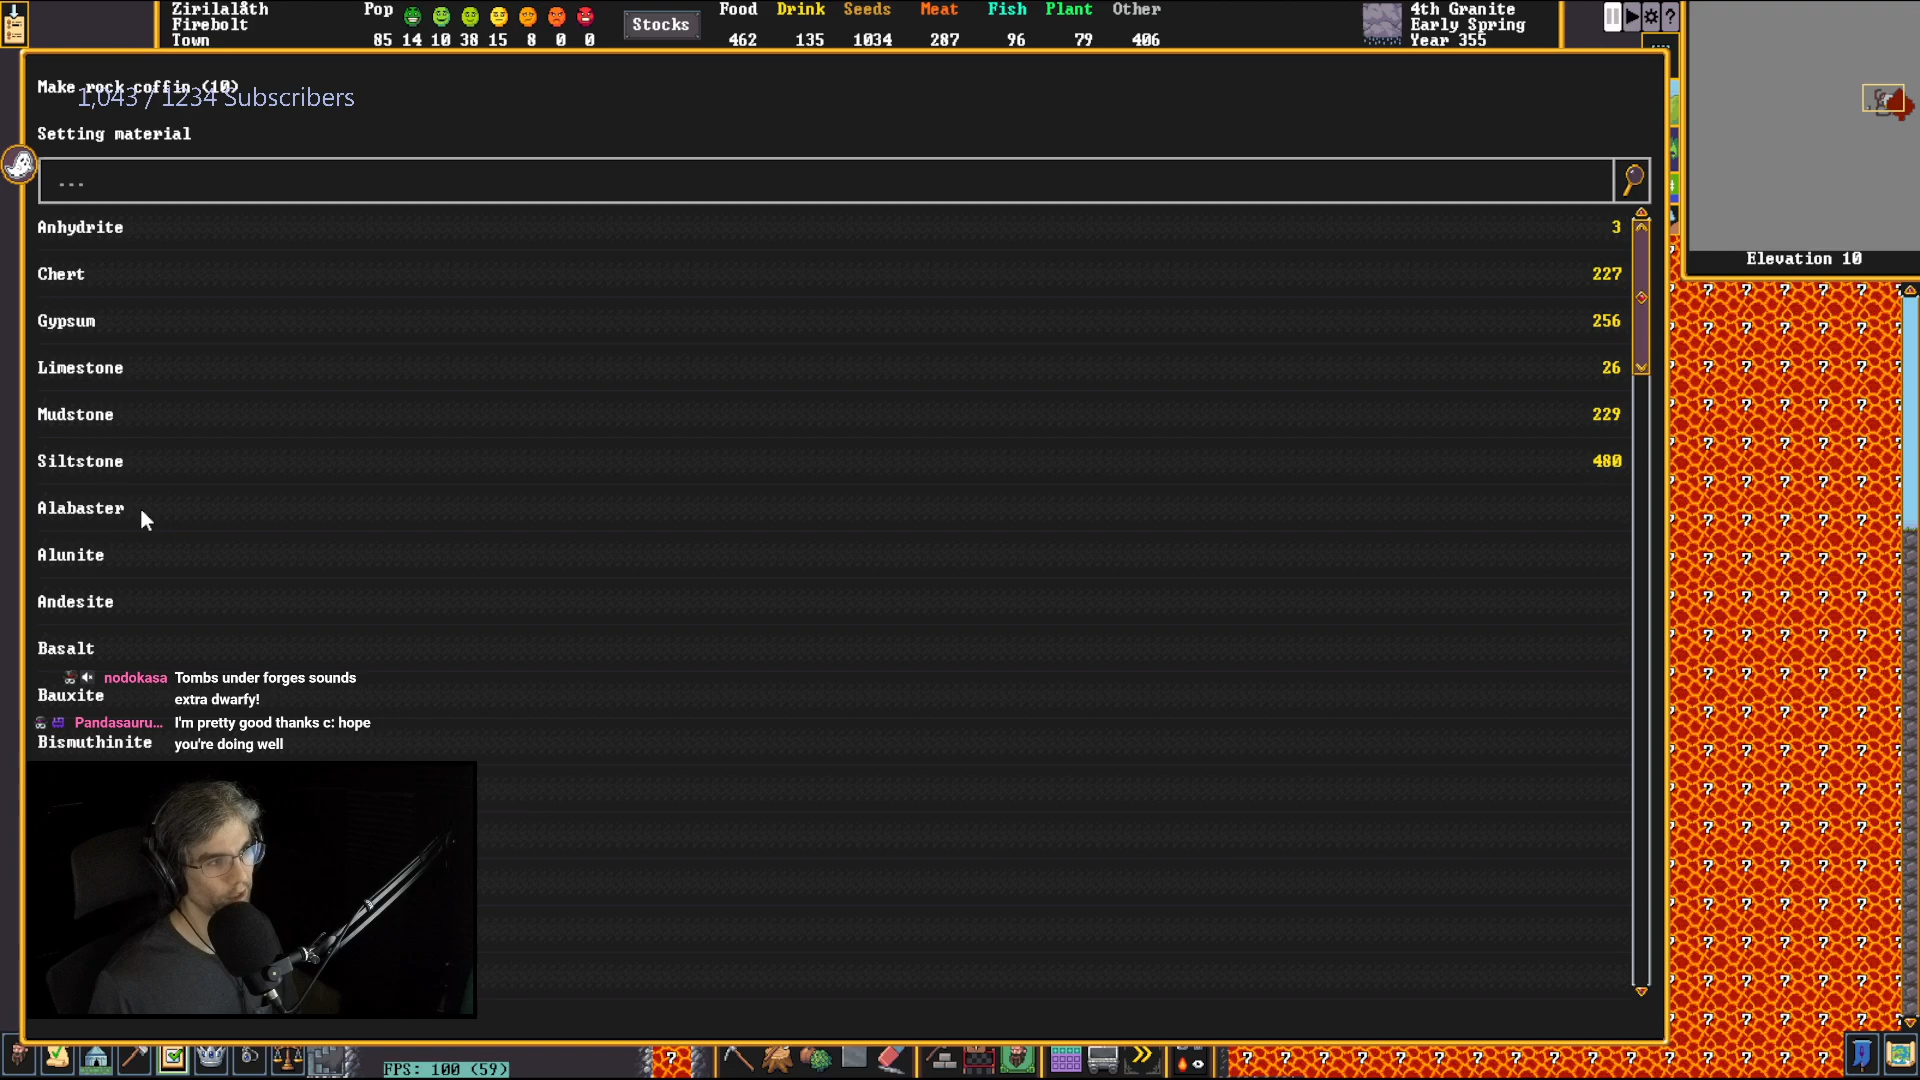 Zirilalåth
Firebolt
Town
Pop
85 14 10 38 15 8 0 0
Stocks
Food Drink Seeds Meat Fish Plant Other
462 135 1034 287 96 79 406
4th Granite
Early Spring
Year 355
?
Make rock coffin (10)
1,043 / 1234 Subscribers
Setting material
---
Anhydrite 3
Chert 227
Gypsum 256
Limestone 26
Mudstone 229
Siltstone 480
Alabaster
Alunite
Andesite
Basalt
Bauxite
Bismuthinite
nodokasa Tombs under forges sounds
extra dwarfy!
Pandasauru... I'm pretty good thanks c: hope
you're doing well
Elevation 10
FPS: 100 (59)